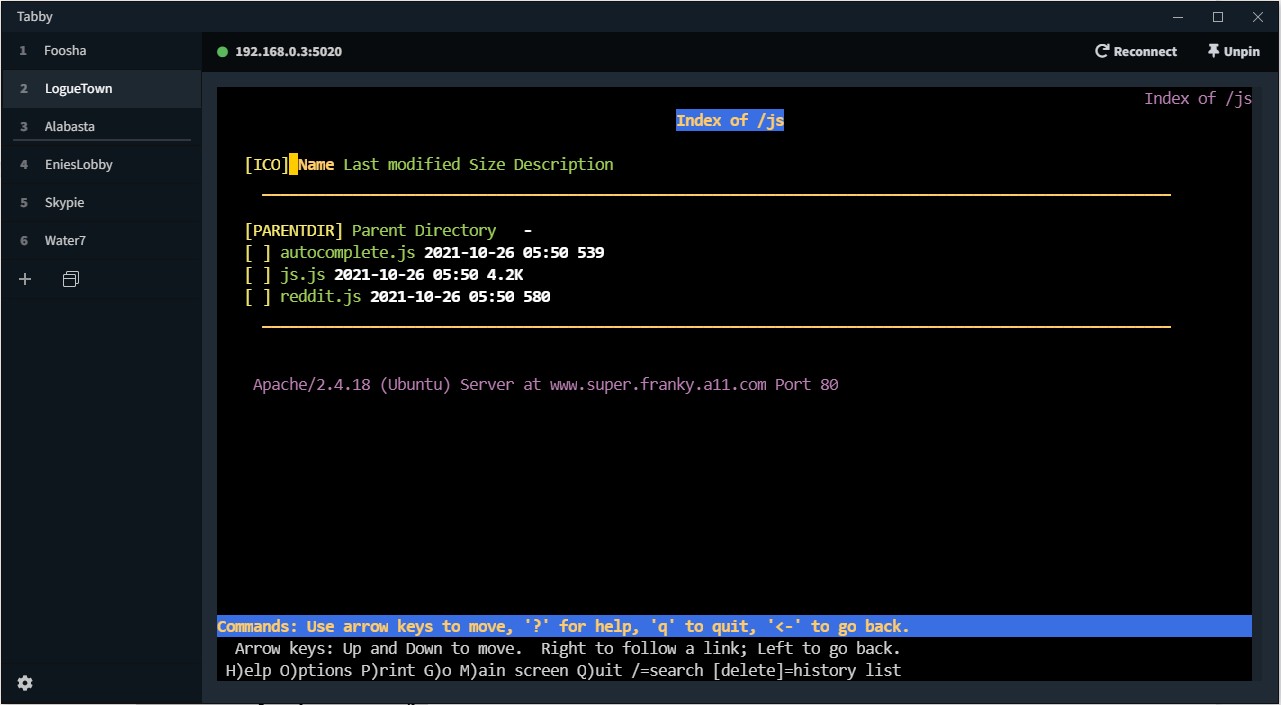 Tabby
1 Foosha
2 LogueTown
3 Alabasta
4 EniesLobby
5 Skypie
6 Water7
192.168.0.3:5020
Reconnect
Unpin
Index of /js
Index of /js
[ICO] Name Last modified Size Description
[PARENTDIR] Parent Directory   -
[ ] autocomplete.js 2021-10-26 05:50 539
[ ] js.js 2021-10-26 05:50 4.2K
[ ] reddit.js 2021-10-26 05:50 580
Apache/2.4.18 (Ubuntu) Server at www.super.franky.a11.com Port 80
Commands: Use arrow keys to move, '?' for help, 'q' to quit, '<-' to go back.
Arrow keys: Up and Down to move.  Right to follow a link; Left to go back.
H)elp O)ptions P)rint G)o M)ain screen Q)uit /=search [delete]=history list